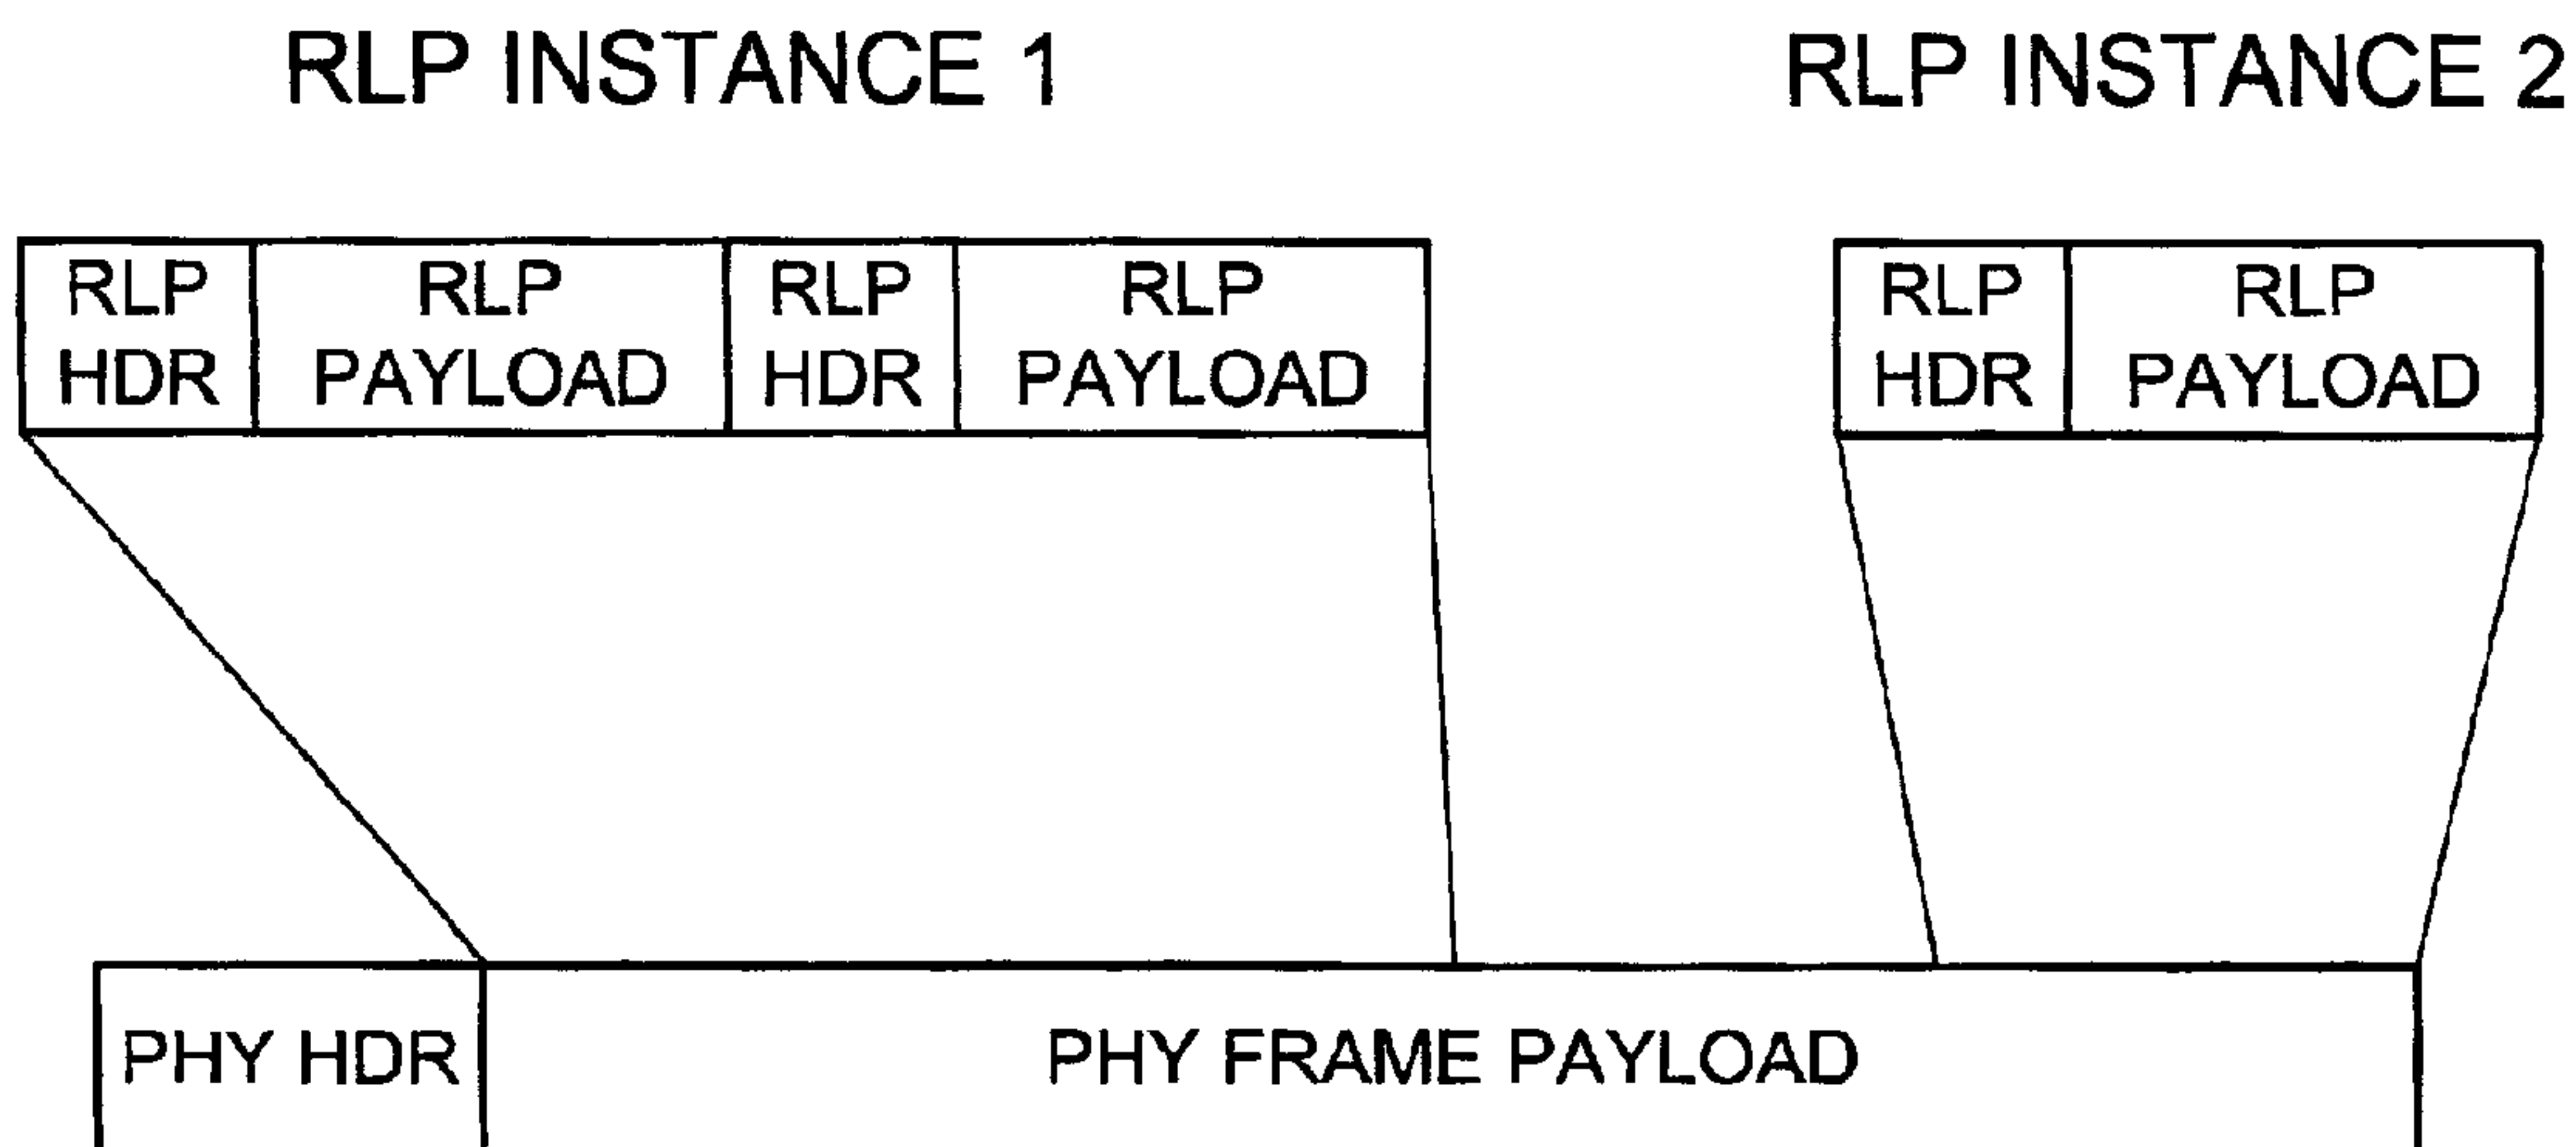 RLP INSTANCE 1
RLP INSTANCE 2
RLP
HDR
RLP
PAYLOAD
RLP
HDR
RLP
PAYLOAD
RLP
HDR
RLP
PAYLOAD
PHY HDR
PHY FRAME PAYLOAD